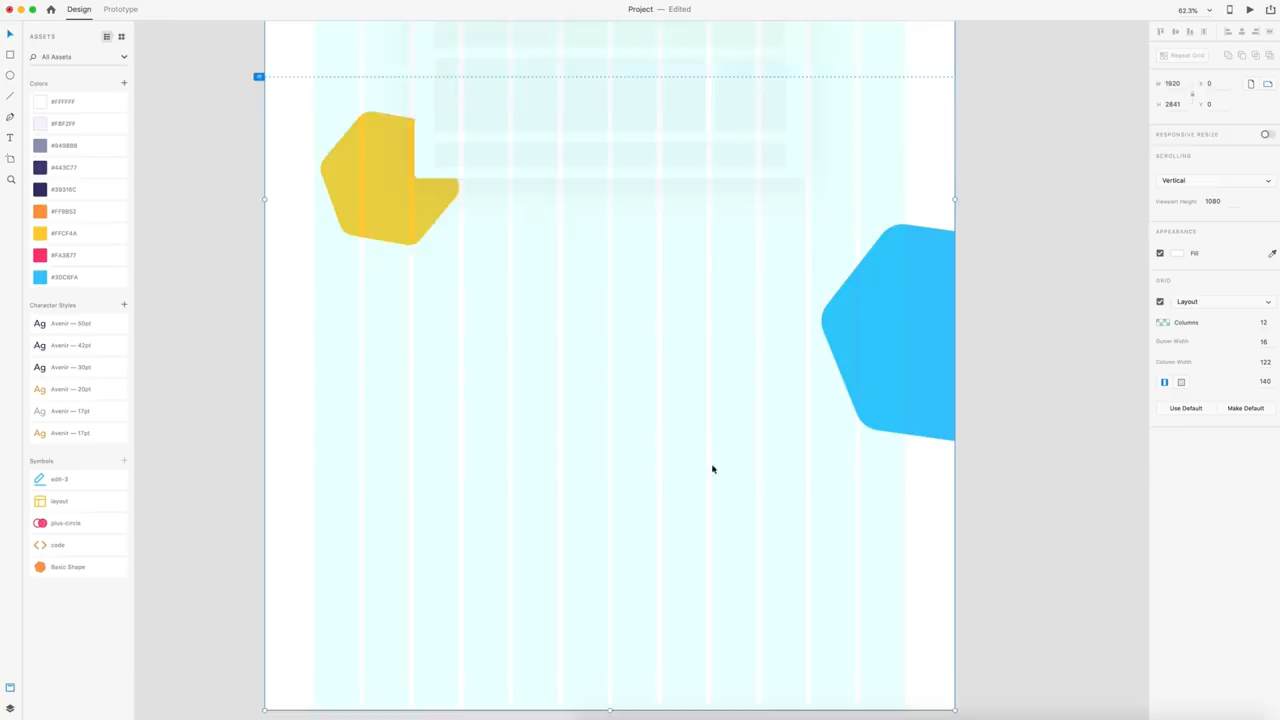 Design
Prototype
Project — Edited
62.3%
ASSETS
All Assets
Colors
#FFFFFF
#F8F2FF
#9498B8
#443C77
#39316C
#FF9B52
#FFCF4A
#FA3877
#3DC6FA
Character Styles
Ag Avenir — 50pt
Ag Avenir — 42pt
Ag Avenir — 30pt
Ag Avenir — 20pt
Ag Avenir — 17pt
Ag Avenir — 17pt
Symbols
edit-3
layout
plus-circle
code
Basic Shape
Repeat Grid
W 1920 X 0
H 2841 Y 0
RESPONSIVE RESIZE
SCROLLING
Vertical
Viewport Height 1080
APPEARANCE
Fill
GRID
Layout
Columns 12
Gutter Width 16
Column Width 122
140
Use Default
Make Default